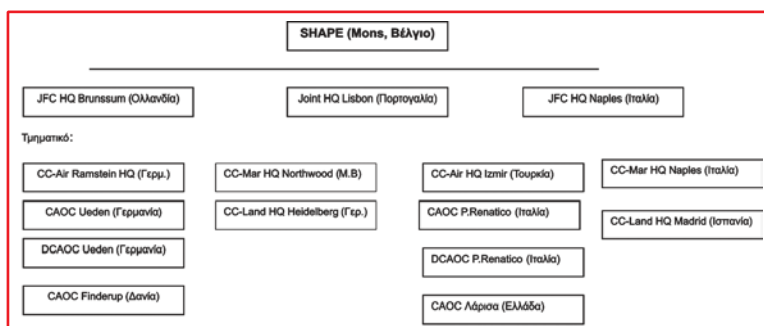 SHAPE (Mons, Βέλγιο)
JFC HQ Brunssum (Ολλανδία)
Joint HQ Lisbon (Πορτογαλία)
JFC HQ Naples (Ιταλία)
Τμηματικό:
CC-Air Ramstein HQ (Γερμ.)
CC-Mar HQ Northwood (Μ.Β)
CC-Air HQ Izmir (Τουρκία)
CC-Mar HQ Naples (Ιταλία)
CAOC Ueden (Γερμανία)
CC-Land HQ Heidelberg (Γερ.)
CAOC P.Renatico (Ιταλία)
CC-Land HQ Madrid (Ισπανία)
DCAOC Ueden (Γερμανία)
DCAOC P.Renatico (Ιταλία)
CAOC Finderup (Δανία)
CAOC Λάρισα (Ελλάδα)